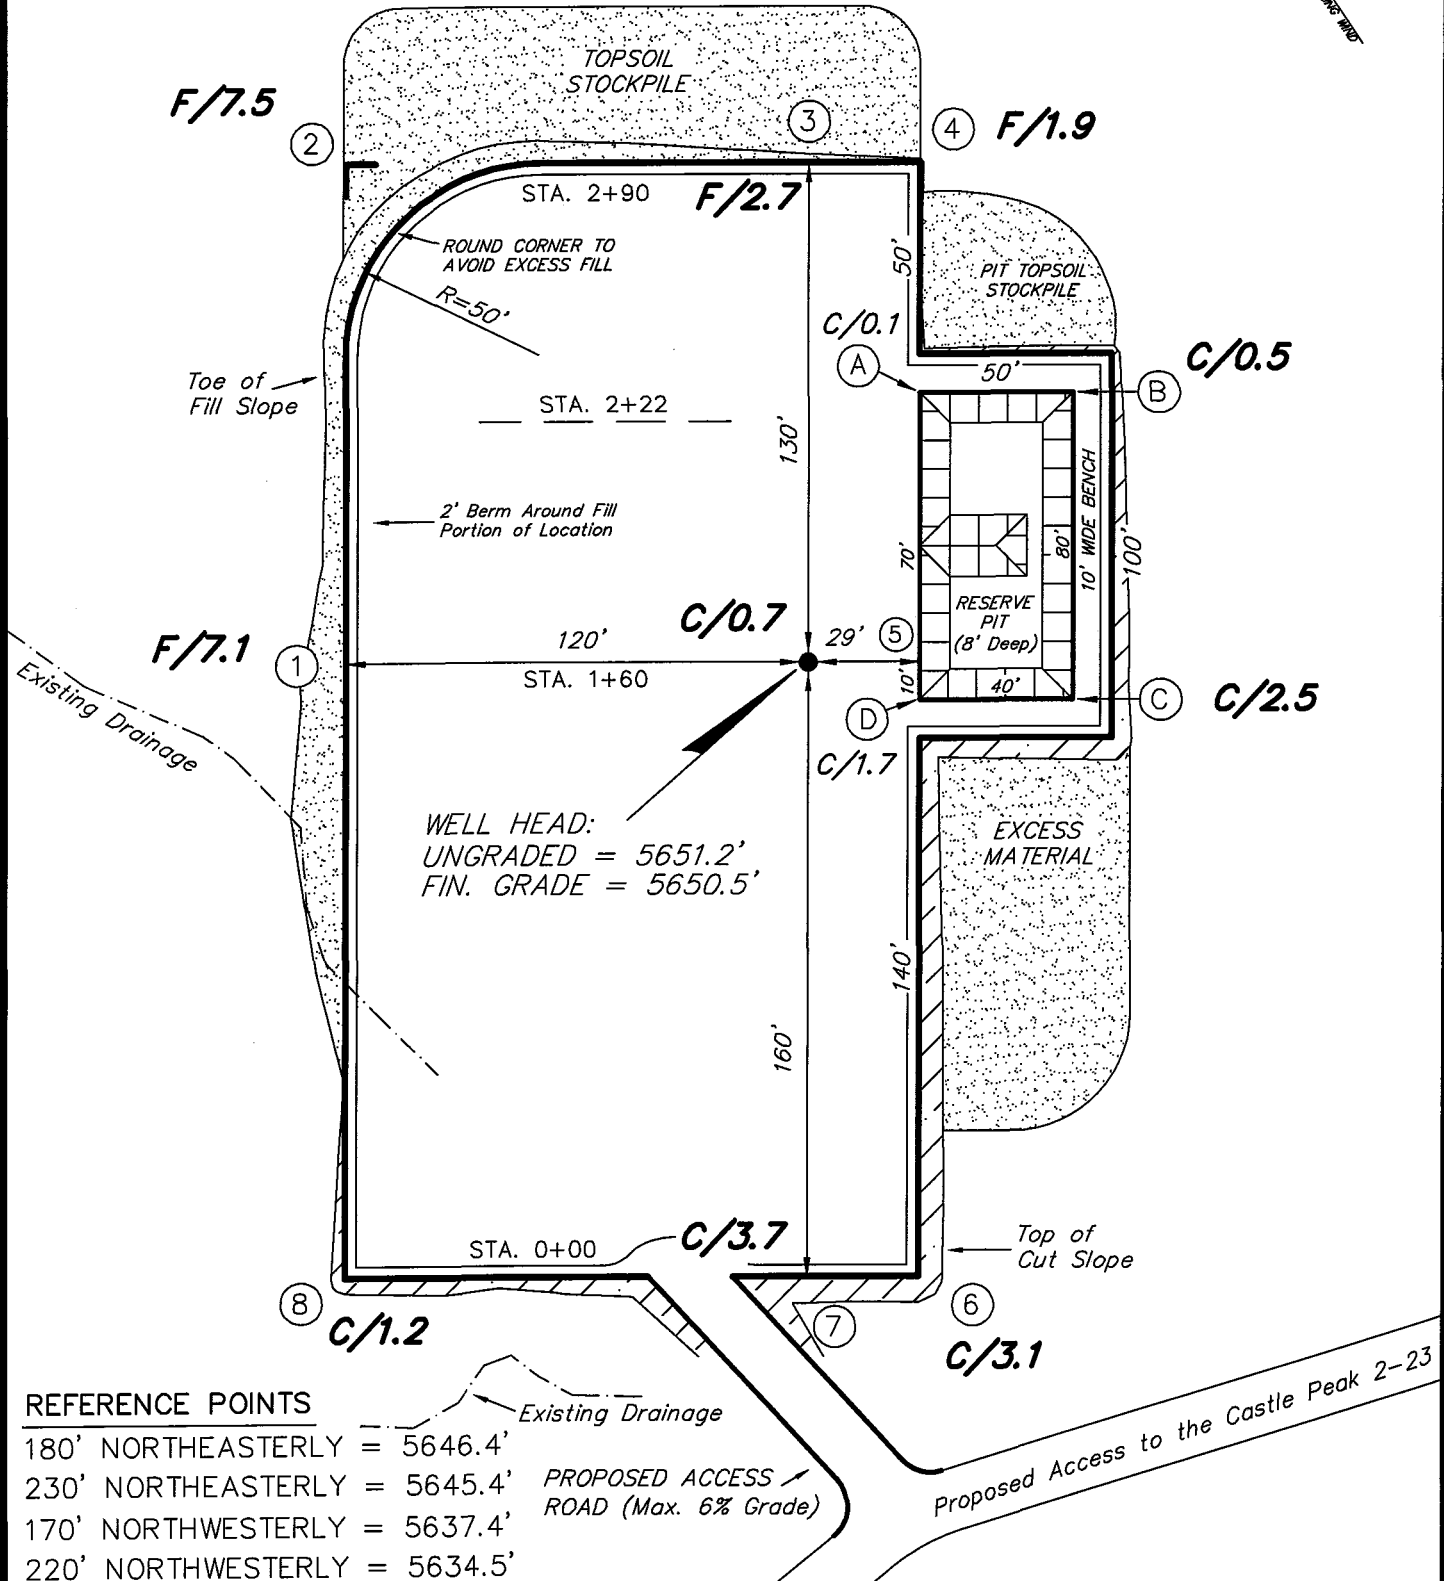 TOPSOIL
STOCKPILE
F/7.5
2
3
4
F/1.9
STA. 2+90
F/2.7
ROUND CORNER TO
AVOID EXCESS FILL
R=50'
50'
PIT TOPSOIL
STOCKPILE
C/0.1
A
50'
C/0.5
B
Toe of
Fill Slope
STA. 2+22
130'
2' Berm Around Fill
Portion of Location
70'
80'
10' WIDE BENCH
100'
RESERVE
PIT
(8' Deep)
F/7.1
1
120'
STA. 1+60
C/0.7
29'
5
10'
40'
D
C
C/2.5
C/1.7
Existing Drainage
WELL HEAD:
UNGRADED = 5651.2'
FIN. GRADE = 5650.5'
EXCESS
MATERIAL
140'
160'
STA. 0+00
C/3.7
Top of
Cut Slope
8
C/1.2
7
6
C/3.1
REFERENCE POINTS
180' NORTHEASTERLY = 5646.4'
230' NORTHEASTERLY = 5645.4'
170' NORTHWESTERLY = 5637.4'
220' NORTHWESTERLY = 5634.5'
Existing Drainage
PROPOSED ACCESS
ROAD (Max. 6% Grade)
Proposed Access to the Castle Peak 2-23